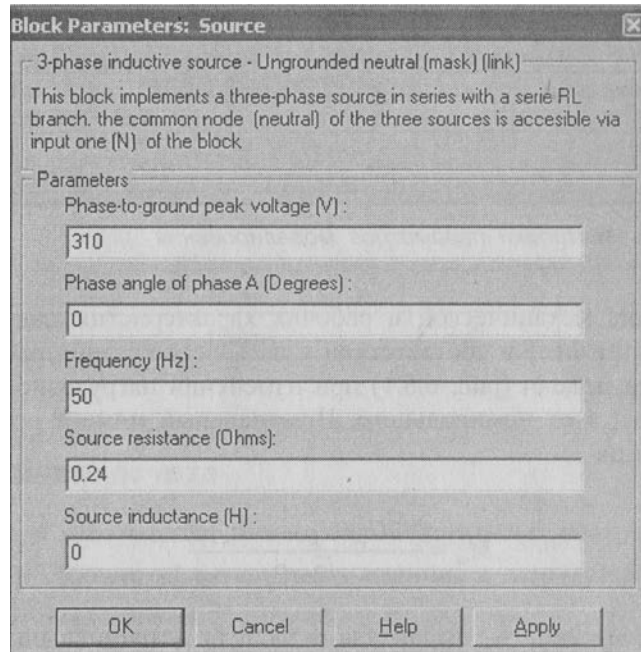 Block Parameters: Source
3-phase inductive source - Ungrounded neutral (mask) (link)
This block implements a three-phase source in series with a serie RL
branch. the common node (neutral) of the three sources is accesible via
input one (N) of the block
Parameters
Phase-to-ground peak voltage (V) :
310
Phase angle of phase A (Degrees) :
0
Frequency (Hz) :
50
Source resistance (Ohms):
0.24
Source inductance (H) :
0
OK
Cancel
Help
Apply